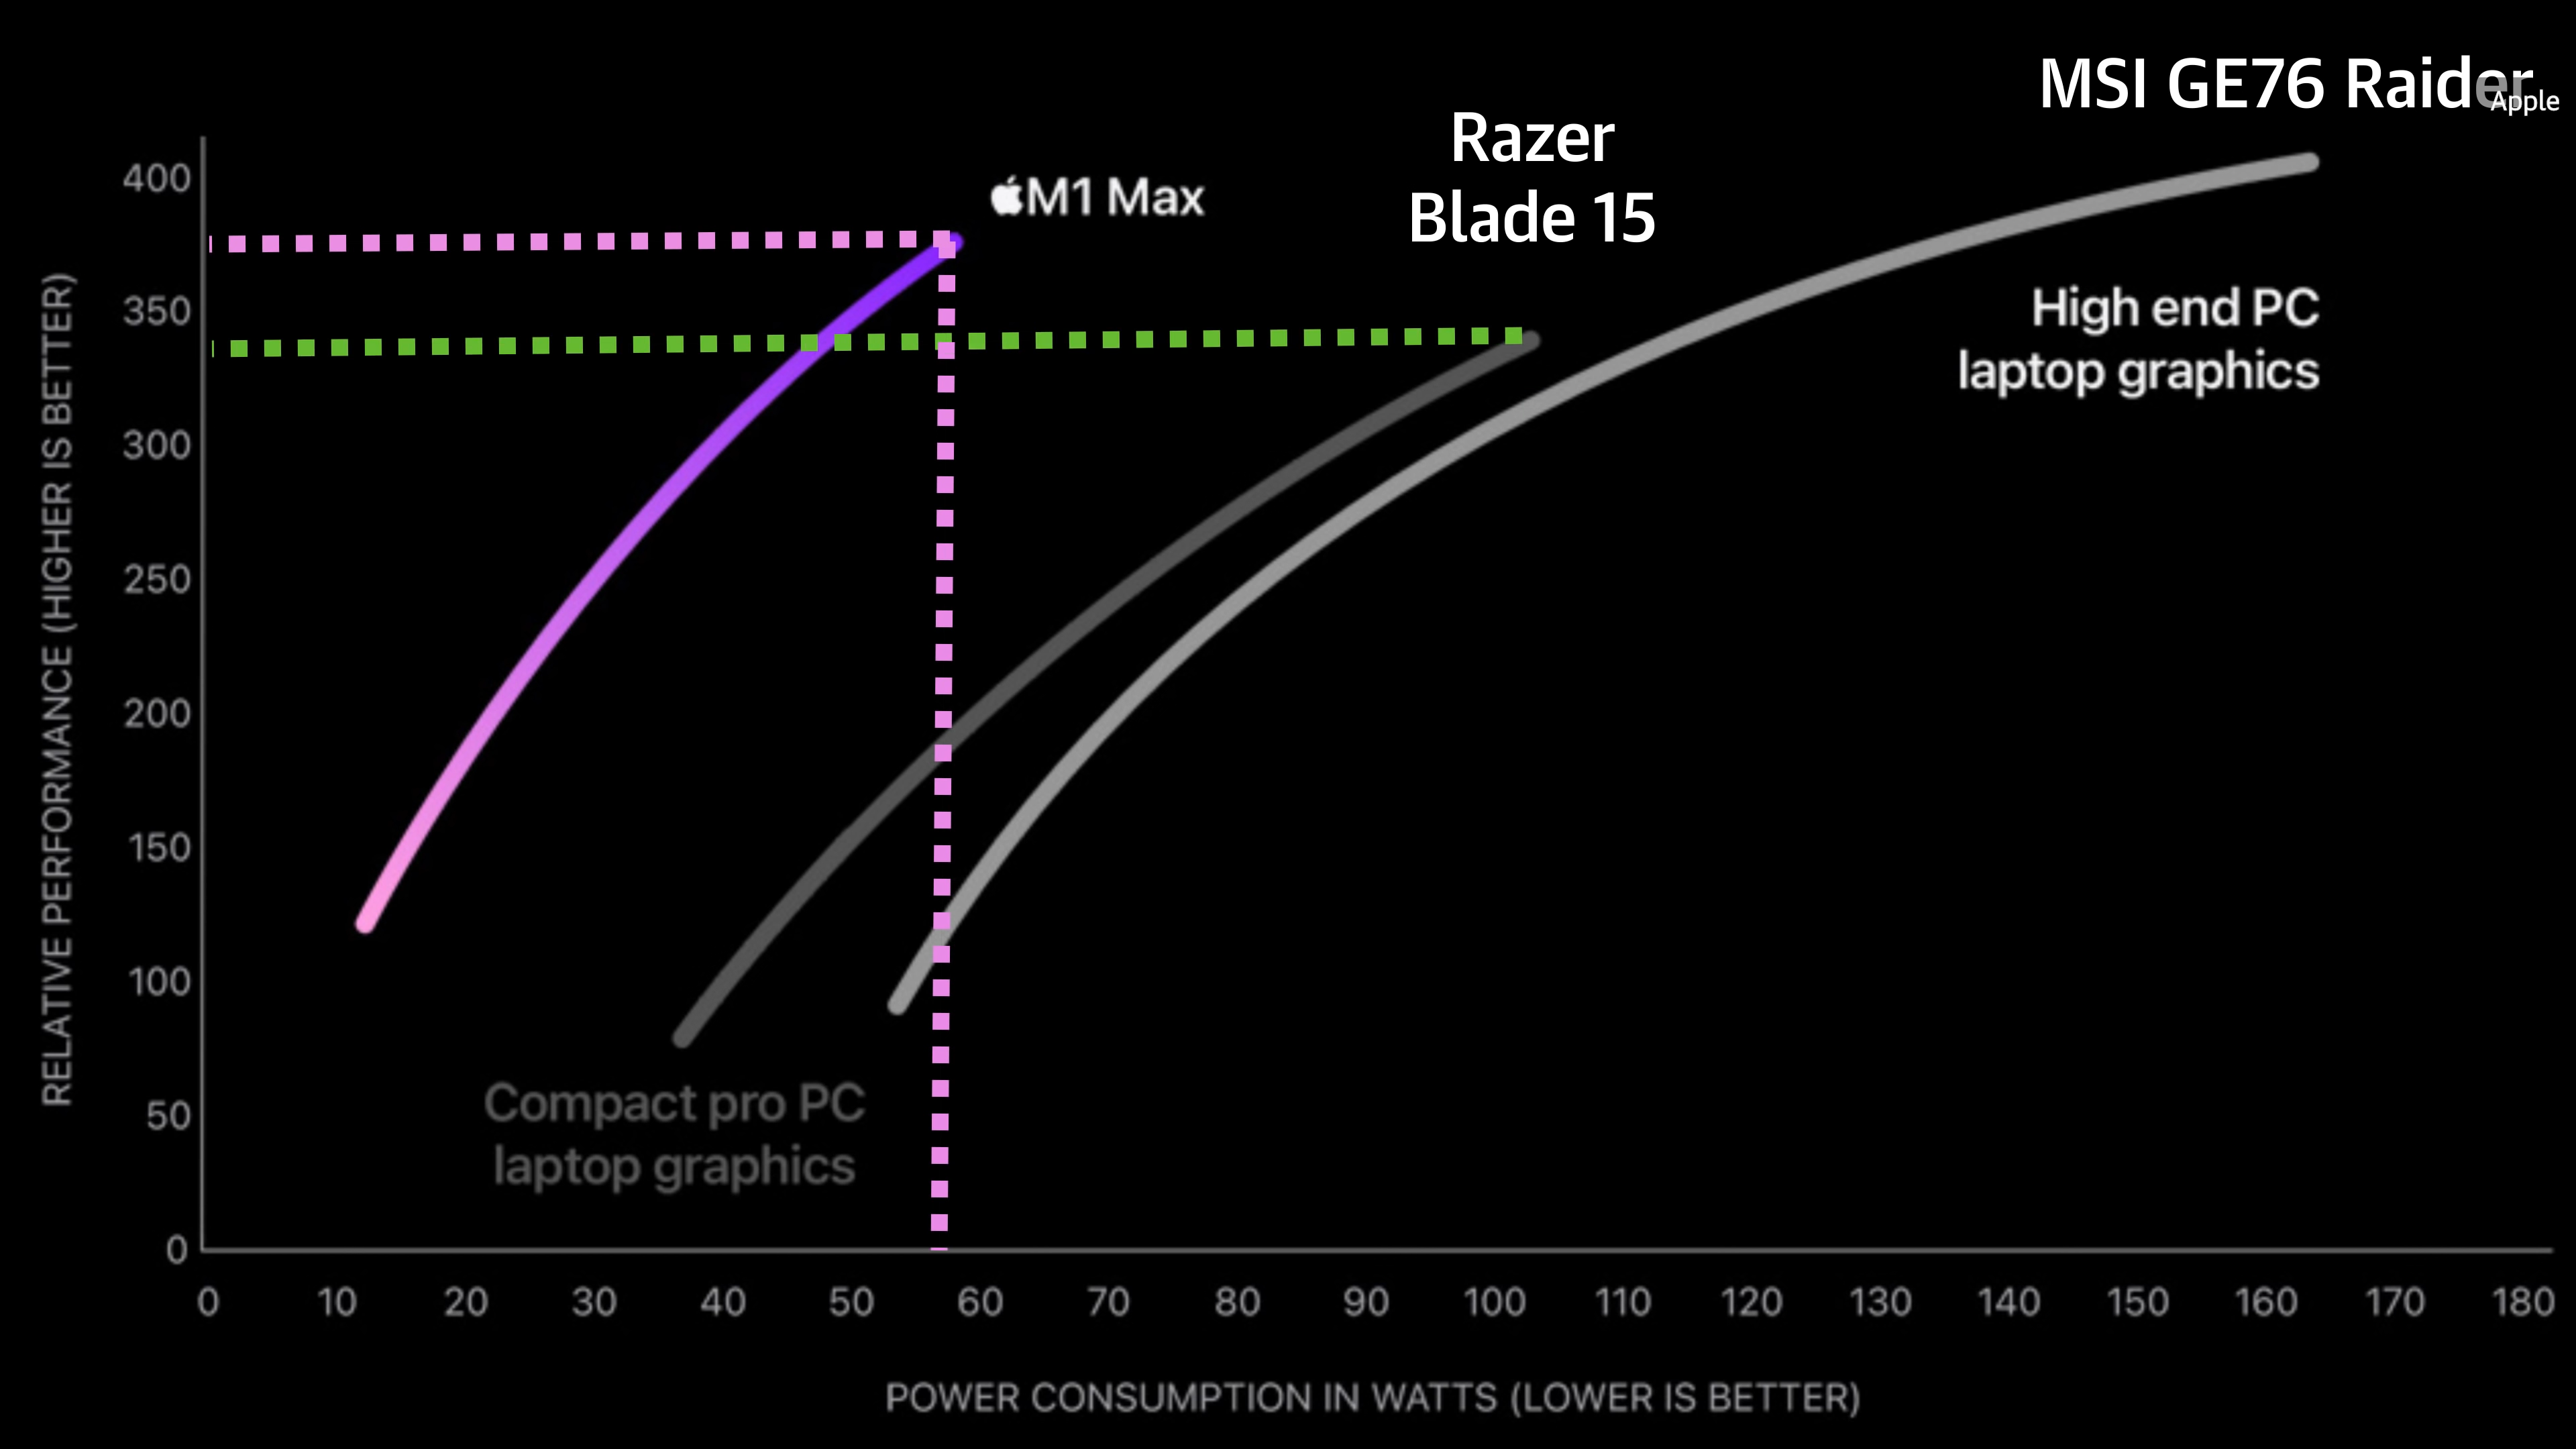 MSI GE76 Raider
Apple
Razer
Blade 15
M1 Max
High end PC
laptop graphics
Compact pro PC
laptop graphics
RELATIVE PERFORMANCE (HIGHER IS BETTER)
400
350
300
250
200
150
100
50
0
0 10 20 30 40 50 60 70 80 90 100 110 120 130 140 150 160 170 180
POWER CONSUMPTION IN WATTS (LOWER IS BETTER)